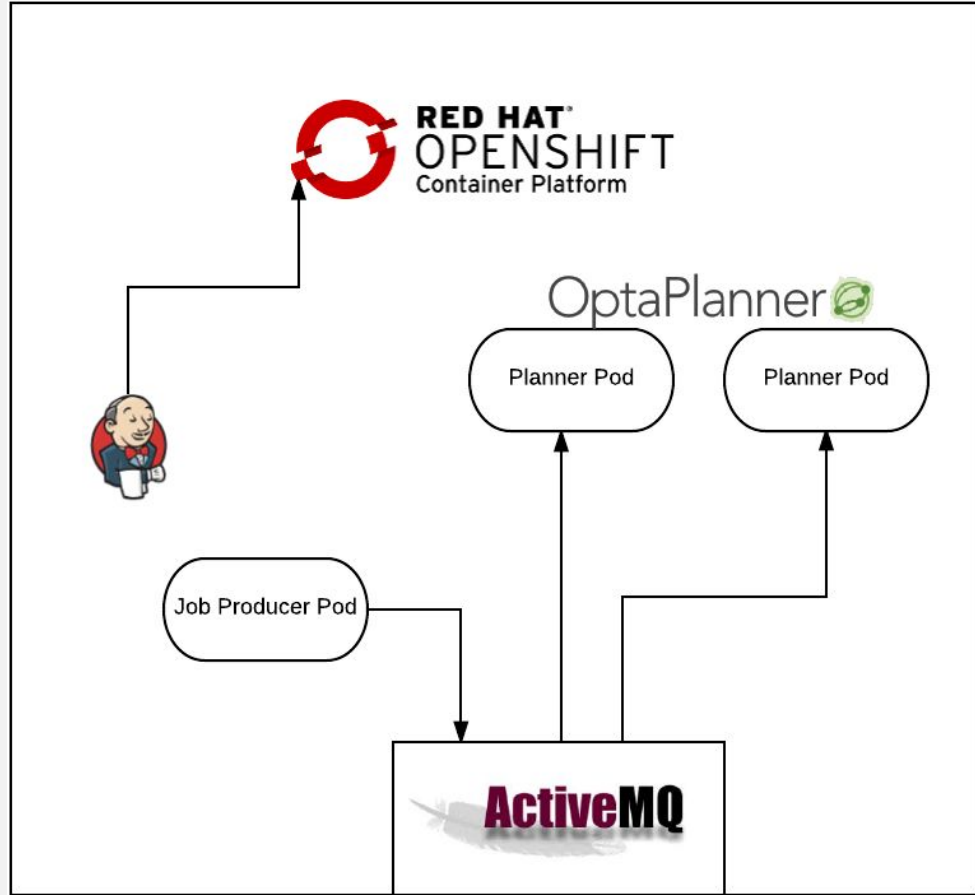 RED HAT®
OPENSHIFT
Container Platform
OptaPlanner
Planner Pod
Planner Pod
Job Producer Pod
ActiveMQ